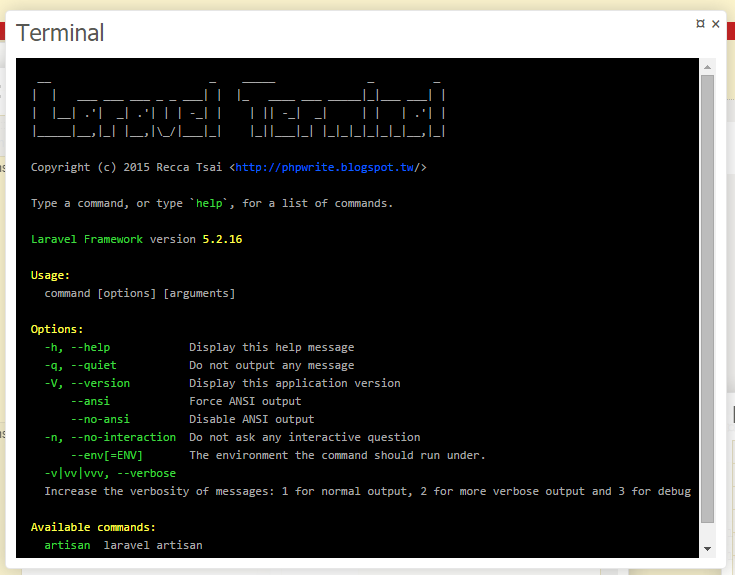 Terminal
Laravel Terminal
Copyright (c) 2015 Recca Tsai <http://phpwrite.blogspot.tw/>
Type a command, or type `help`, for a list of commands.
Laravel Framework version 5.2.16
Usage:
command [options] [arguments]
Options:
-h, --help Display this help message
-q, --quiet Do not output any message
-V, --version Display this application version
--ansi Force ANSI output
--no-ansi Disable ANSI output
-n, --no-interaction Do not ask any interactive question
--env[=ENV] The environment the command should run under.
-v|vv|vvv, --verbose
Increase the verbosity of messages: 1 for normal output, 2 for more verbose output and 3 for debug
Available commands:
artisan laravel artisan